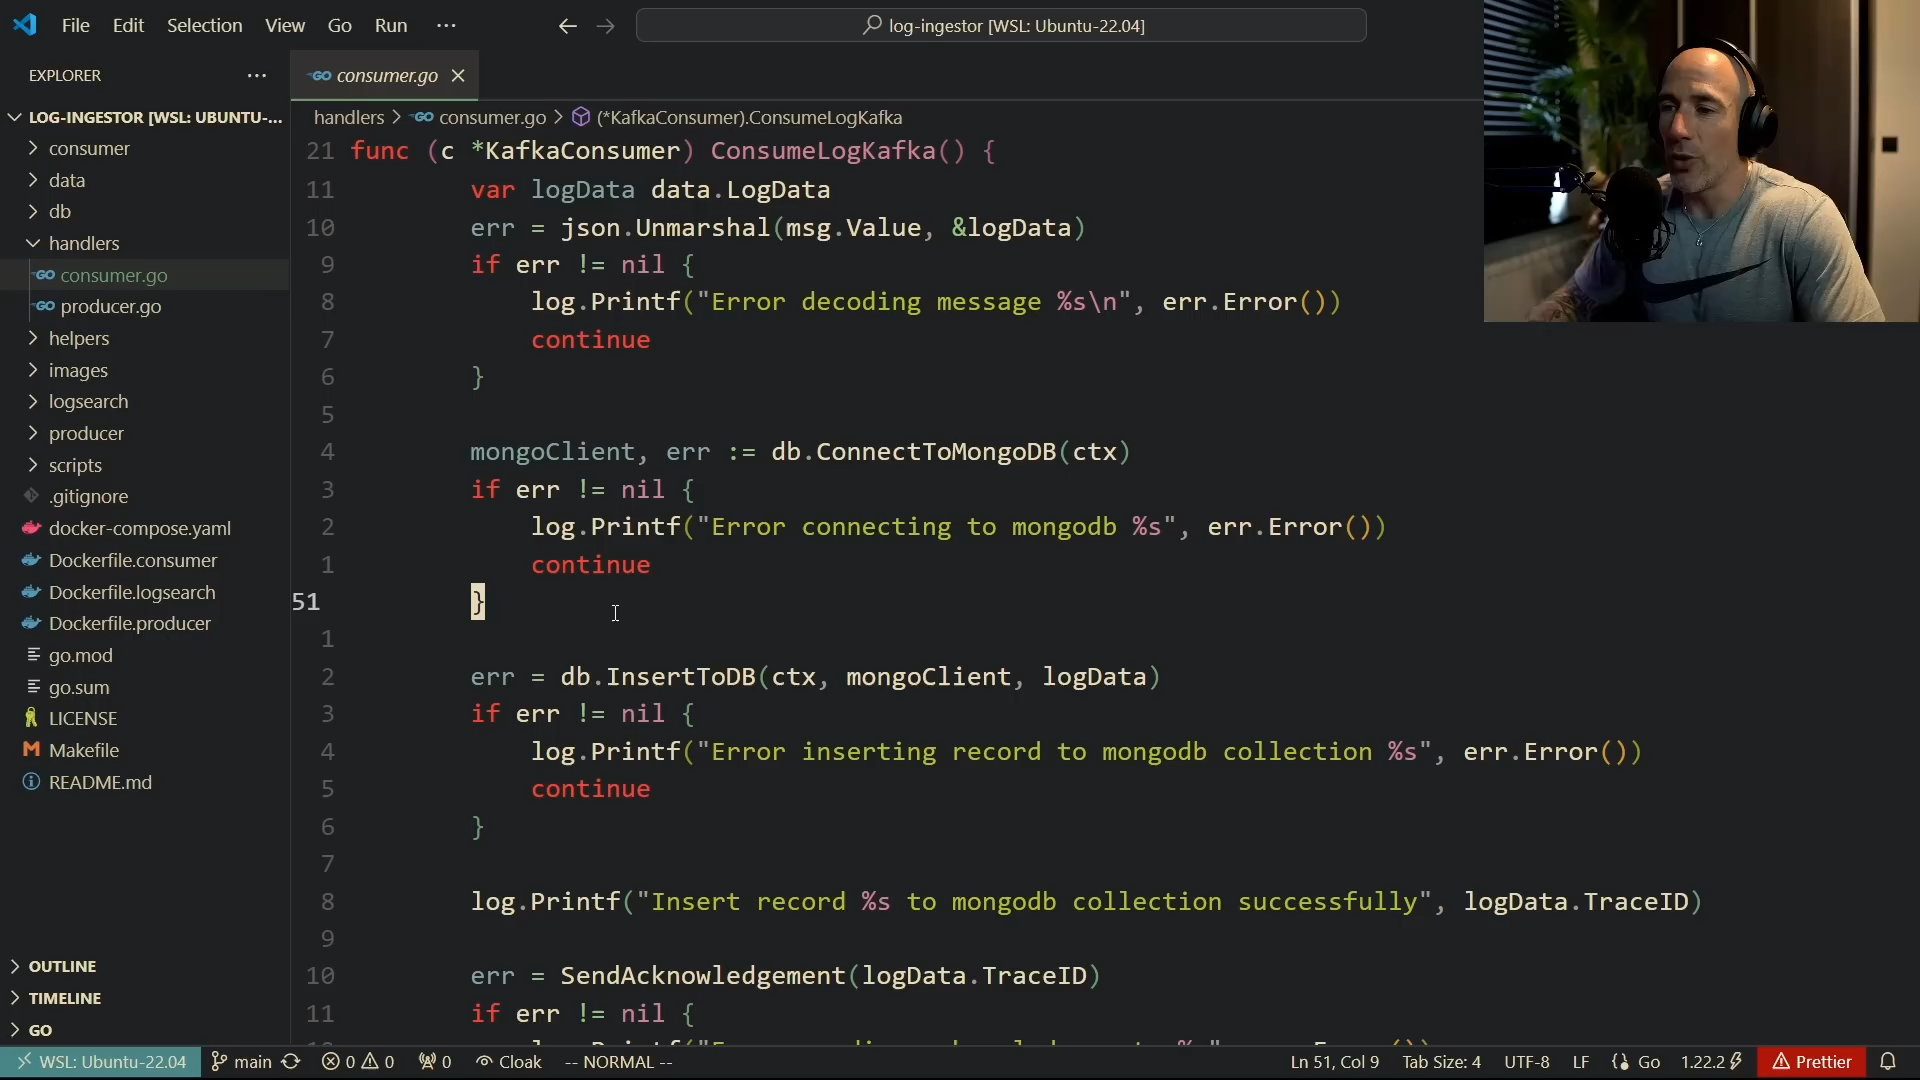 File Edit Selection View Go Run ···
log-ingestor [WSL: Ubuntu-22.04]
EXPLORER ···
LOG-INGESTOR [WSL: UBUNTU-...
consumer
data
db
handlers
GO consumer.go
GO producer.go
helpers
images
logsearch
producer
scripts
.gitignore
docker-compose.yaml
Dockerfile.consumer
Dockerfile.logsearch
Dockerfile.producer
go.mod
go.sum
LICENSE
M Makefile
README.md
OUTLINE
TIMELINE
GO
GO consumer.go
handlers > GO consumer.go > (*KafkaConsumer).ConsumeLogKafka
21 func (c *KafkaConsumer) ConsumeLogKafka() {
11 var logData data.LogData
10 err = json.Unmarshal(msg.Value, &logData)
9 if err != nil {
8 log.Printf("Error decoding message %s\n", err.Error())
7 continue
6 }
5
4 mongoClient, err := db.ConnectToMongoDB(ctx)
3 if err != nil {
2 log.Printf("Error connecting to mongodb %s", err.Error())
1 continue
51 }
1
2 err = db.InsertToDB(ctx, mongoClient, logData)
3 if err != nil {
4 log.Printf("Error inserting record to mongodb collection %s", err.Error())
5 continue
6 }
7
8 log.Printf("Insert record %s to mongodb collection successfully", logData.TraceID)
9
10 err = SendAcknowledgement(logData.TraceID)
11 if err != nil {
WSL: Ubuntu-22.04 main 0 0 0 Cloak -- NORMAL -- Ln 51, Col 9 Tab Size: 4 UTF-8 LF Go 1.22.2 Prettier